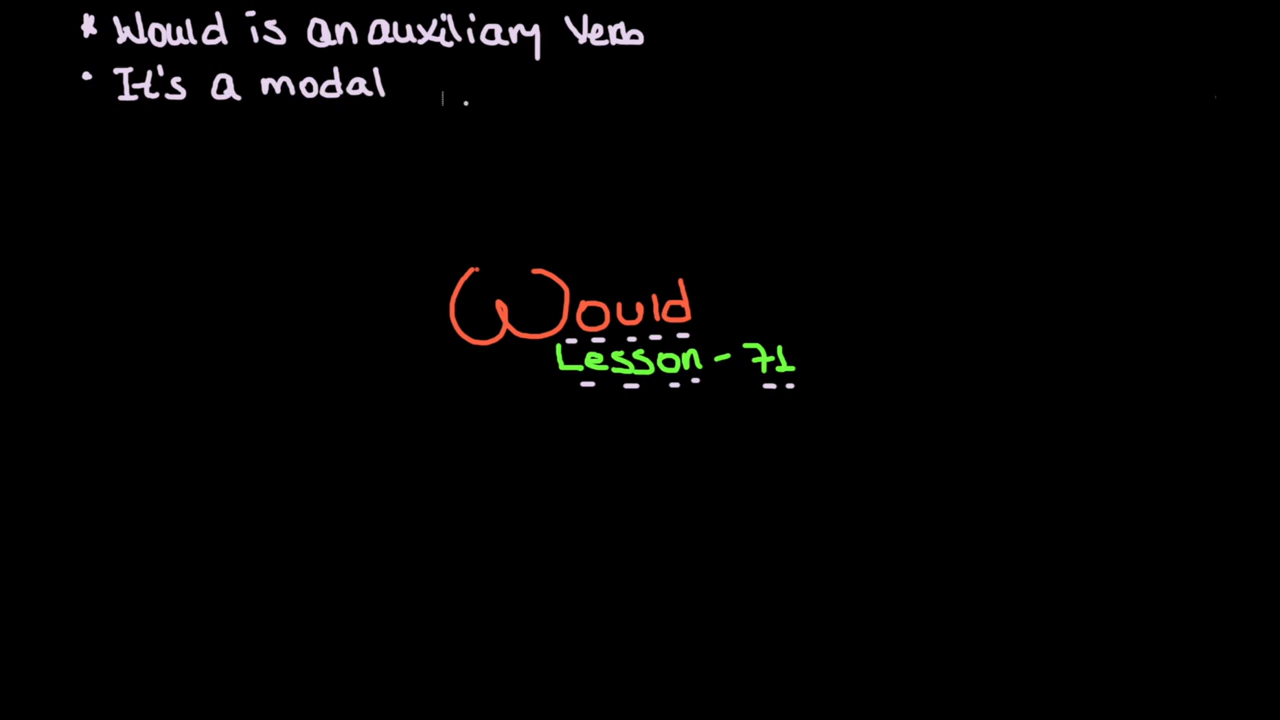 * Would is an auxiliary Verb
• It's a modal
Would
Lesson - 71